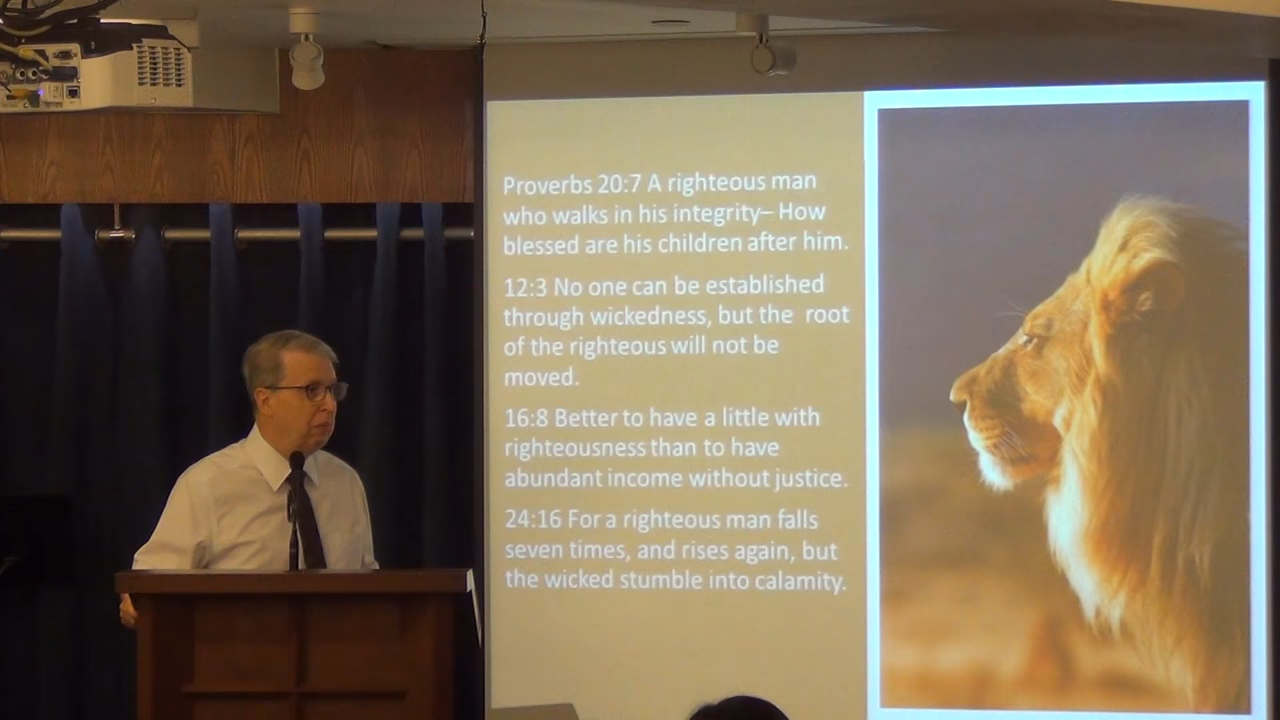 Proverbs 20:7 A righteous man
who walks in his integrity– How
blessed are his children after him.
12:3 No one can be established
through wickedness, but the root
of the righteous will not be
moved.
16:8 Better to have a little with
righteousness than to have
abundant income without justice.
24:16 For a righteous man falls
seven times, and rises again, but
the wicked stumble into calamity.